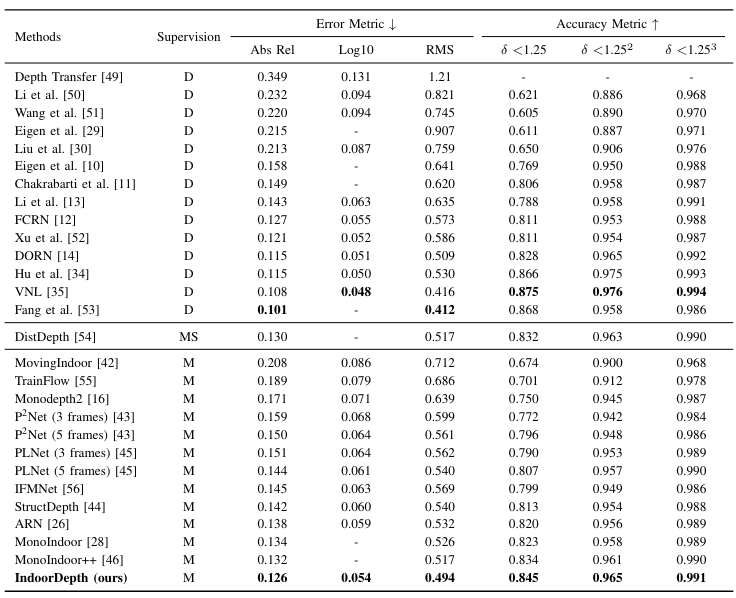 Methods Supervision Error Metric ↓ Accuracy Metric ↑
Abs Rel Log10 RMS δ <1.25 δ <1.25² δ <1.25³
Depth Transfer [49] D 0.349 0.131 1.21 - - -
Li et al. [50] D 0.232 0.094 0.821 0.621 0.886 0.968
Wang et al. [51] D 0.220 0.094 0.745 0.605 0.890 0.970
Eigen et al. [29] D 0.215 - 0.907 0.611 0.887 0.971
Liu et al. [30] D 0.213 0.087 0.759 0.650 0.906 0.976
Eigen et al. [10] D 0.158 - 0.641 0.769 0.950 0.988
Chakrabarti et al. [11] D 0.149 - 0.620 0.806 0.958 0.987
Li et al. [13] D 0.143 0.063 0.635 0.788 0.958 0.991
FCRN [12] D 0.127 0.055 0.573 0.811 0.953 0.988
Xu et al. [52] D 0.121 0.052 0.586 0.811 0.954 0.987
DORN [14] D 0.115 0.051 0.509 0.828 0.965 0.992
Hu et al. [34] D 0.115 0.050 0.530 0.866 0.975 0.993
VNL [35] D 0.108 0.048 0.416 0.875 0.976 0.994
Fang et al. [53] D 0.101 - 0.412 0.868 0.958 0.986
DistDepth [54] MS 0.130 - 0.517 0.832 0.963 0.990
MovingIndoor [42] M 0.208 0.086 0.712 0.674 0.900 0.968
TrainFlow [55] M 0.189 0.079 0.686 0.701 0.912 0.978
Monodepth2 [16] M 0.171 0.071 0.639 0.750 0.945 0.987
P²Net (3 frames) [43] M 0.159 0.068 0.599 0.772 0.942 0.984
P²Net (5 frames) [43] M 0.150 0.064 0.561 0.796 0.948 0.986
PLNet (3 frames) [45] M 0.151 0.064 0.562 0.790 0.953 0.989
PLNet (5 frames) [45] M 0.144 0.061 0.540 0.807 0.957 0.990
IFMNet [56] M 0.145 0.063 0.569 0.799 0.949 0.986
StructDepth [44] M 0.142 0.060 0.540 0.813 0.954 0.988
ARN [26] M 0.138 0.059 0.532 0.820 0.956 0.989
MonoIndoor [28] M 0.134 - 0.526 0.823 0.958 0.989
MonoIndoor++ [46] M 0.132 - 0.517 0.834 0.961 0.990
IndoorDepth (ours) M 0.126 0.054 0.494 0.845 0.965 0.991